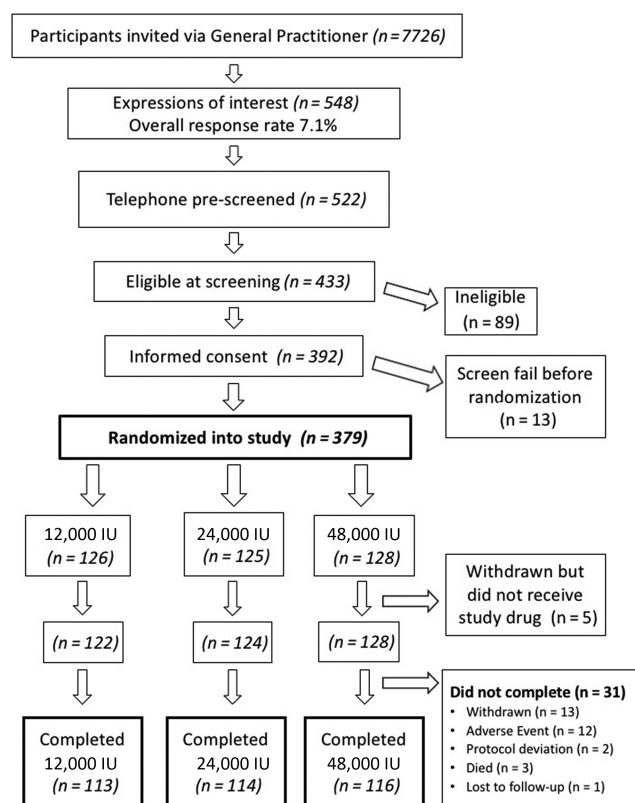 Participants invited via General Practitioner (n=7726)
Expressions of interest (n=548)
Overall response rate 7.1%
Telephone pre-screened (n=522)
Eligible at screening (n=433)
Ineligible
(n=89)
Informed consent (n=392)
Screen fail before
randomization
(n=13)
Randomized into study (n=379)
12,000 IU
(n=126)
24,000 IU
(n=125)
48,000 IU
(n=128)
Withdrawn but
did not receive
study drug (n=5)
(n=122)
(n=124)
(n=128)
Did not complete (n=31)
• Withdrawn (n=13)
• Adverse Event (n=12)
• Protocol deviation (n=2)
• Died (n=3)
• Lost to follow-up (n=1)
Completed
12,000 IU
(n=113)
Completed
24,000 IU
(n=114)
Completed
48,000 IU
(n=116)